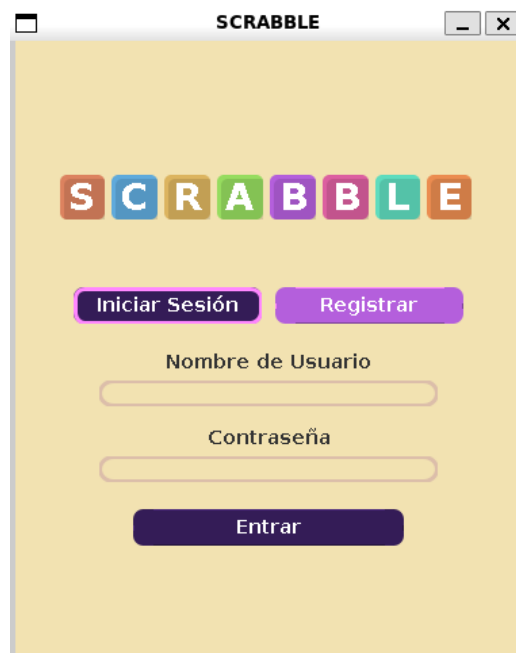 SCRABBLE
SCRABBLE
Iniciar Sesión Registrar
Nombre de Usuario
Contraseña
Entrar